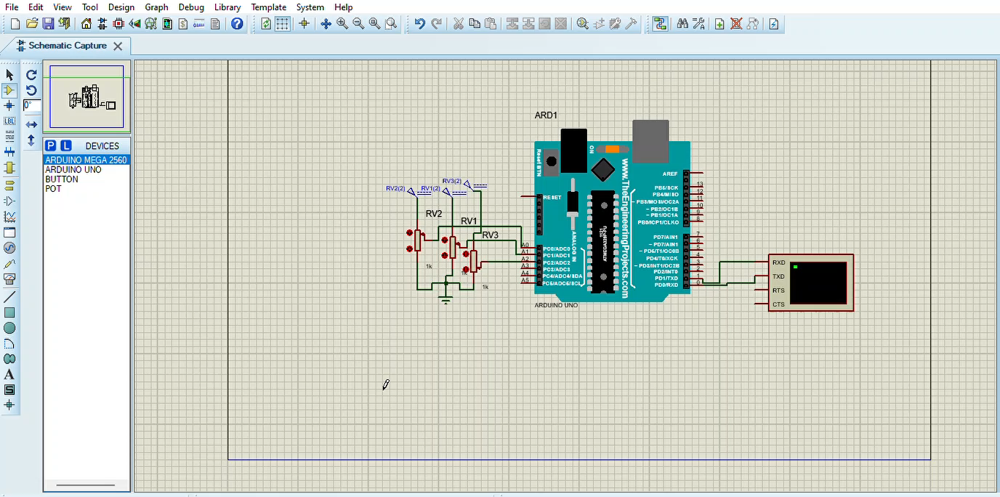 File Edit View Tool Design Graph Debug Library Template System Help
Schematic Capture
0°
LBL
P L DEVICES
ARDUINO MEGA 2560
ARDUINO UNO
BUTTON
POT
A
S
ARD1
Reset BTN
ON
www.TheEngineeringProjects.com
AREF
RESET
PB5/SCK 13
PB4/MISO 12
~ PB3/MOSI/OC2A 11
~ PB2/OC1B 10
~ PB1/OC1A 9
PB0/ICP1/CLKO 8
PD7/AIN1 7
~ PD7/AIN1 6
~ PD5/T1/OC0B 5
PD4/T0/XCK 4
~ PD3/INT1/OC2B 3
PD2/INT0 2
PD1/TXD 1
PD0/RXD 0
ANALOG IN
A0 PC0/ADC0
A1 PC1/ADC1
A2 PC2/ADC2
A3 PC3/ADC3
A4 PC4/ADC4/SDA
A5 PC5/ADC5/SCL
ARDUINO UNO
RV3(2)
RV2(2) RV1(2)
RV2
RV1
RV3
1k
1k
1k
RXD
TXD
RTS
CTS